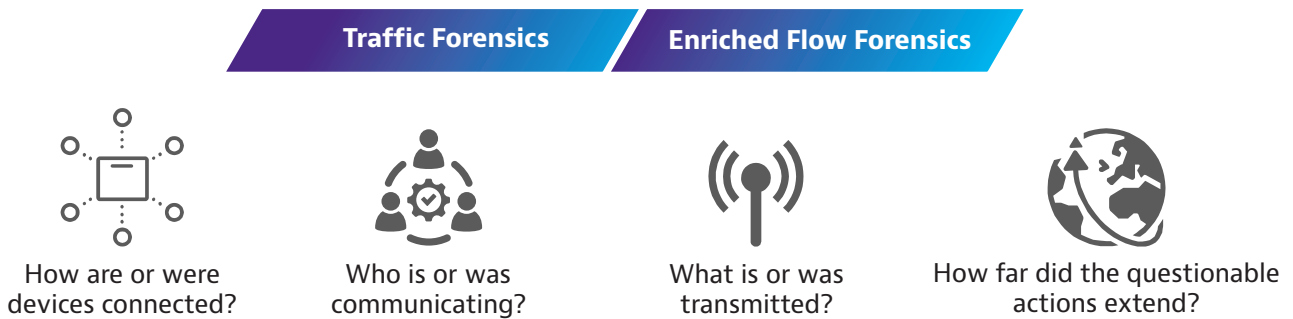 Traffic Forensics
Enriched Flow Forensics
How are or were
devices connected?
Who is or was
communicating?
What is or was
transmitted?
How far did the questionable
actions extend?